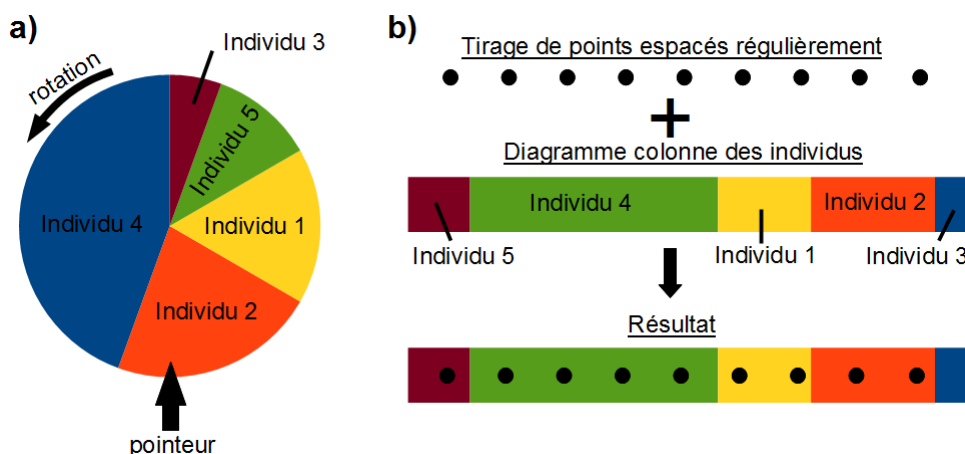 a)
Individu 3
rotation
Individu 5
Individu 4
Individu 1
Individu 2
pointeur
b)
Tirage de points espacés régulièrement
+
Diagramme colonne des individus
Individu 4
Individu 2
Individu 5
Individu 1
Individu 3
Résultat